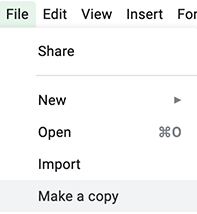 File Edit View Insert For
Share
New ►
Open ⌘O
Import
Make a copy